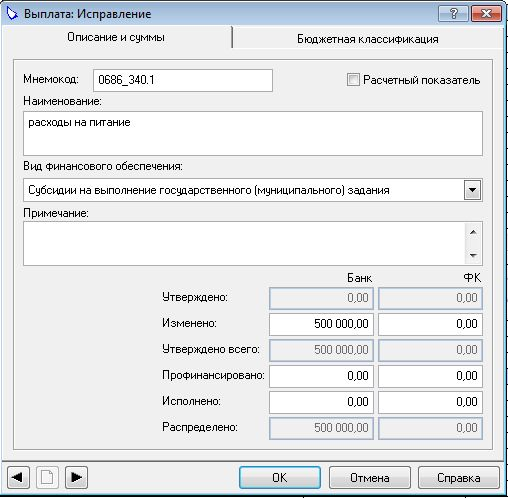 Выплата: Исправление
Описание и суммы Бюджетная классификация
Мнемокод: 0686_340.1 Расчетный показатель
Наименование:
расходы на питание
Вид финансового обеспечения:
Субсидии на выполнение государственного (муниципального) задания
Примечание:
Банк ФК
Утверждено: 0,00 0,00
Изменено: 500 000,00 0,00
Утверждено всего: 500 000,00 0,00
Профинансировано: 0,00 0,00
Исполнено: 0,00 0,00
Распределено: 500 000,00 0,00
OK Отмена Справка